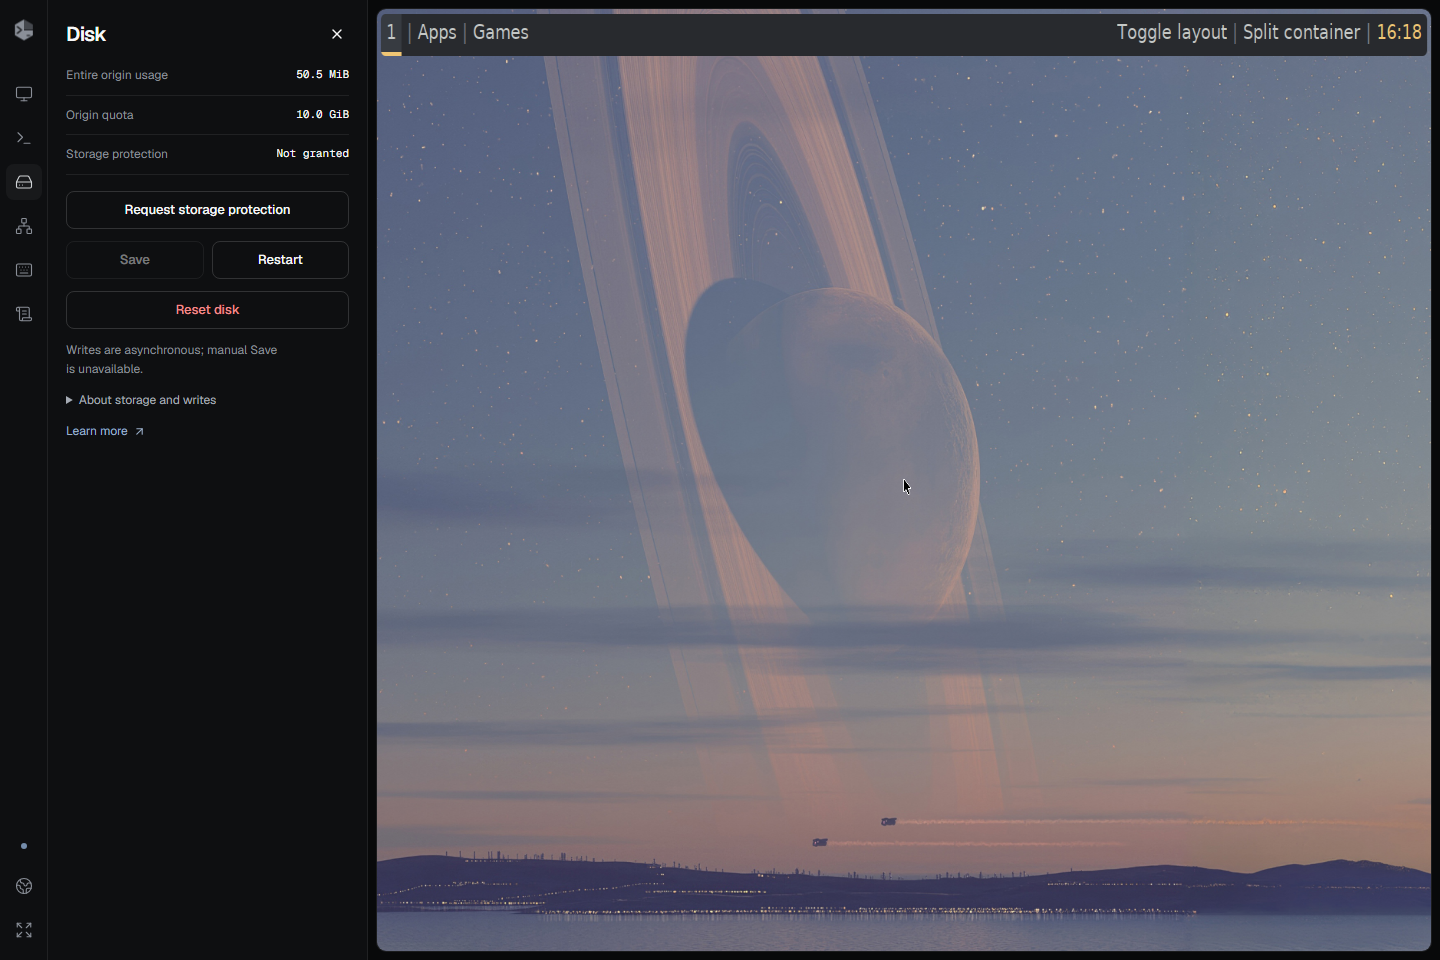 Disk
Entire origin usage 50.5 MiB
Origin quota 10.0 GiB
Storage protection Not granted
Request storage protection
Save Restart
Reset disk
Writes are asynchronous; manual Save
is unavailable.
About storage and writes
Learn more
1 | Apps | Games
Toggle layout | Split container | 16:18